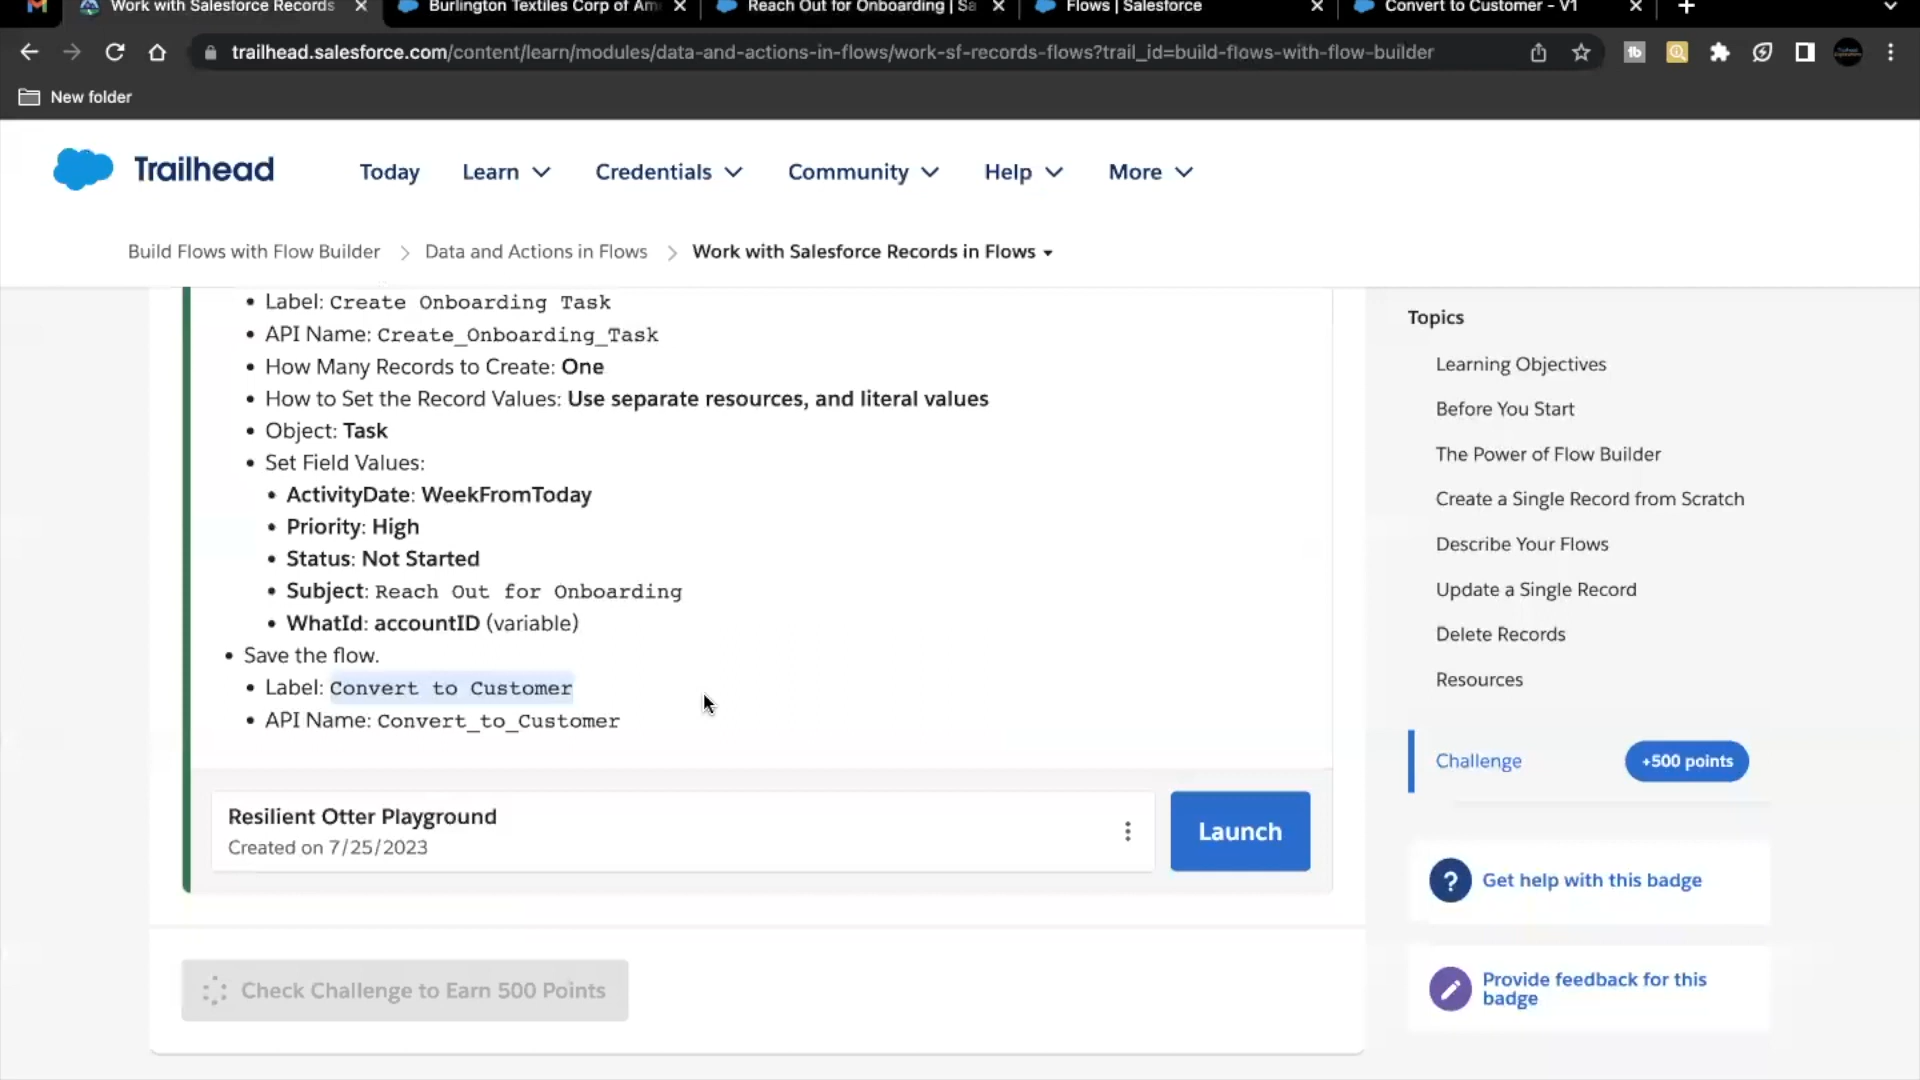 Work with Salesforce Records
Burlington Textiles Corp of Am
Reach Out for Onboarding | Sa
Flows | Salesforce
Convert to Customer - V1
trailhead.salesforce.com/content/learn/modules/data-and-actions-in-flows/work-sf-records-flows?trail_id=build-flows-with-flow-builder
New folder
Trailhead
Today
Learn
Credentials
Community
Help
More
Build Flows with Flow Builder
Data and Actions in Flows
Work with Salesforce Records in Flows
Label: Create Onboarding Task
API Name: Create_Onboarding_Task
How Many Records to Create: One
How to Set the Record Values: Use separate resources, and literal values
Object: Task
Set Field Values:
ActivityDate: WeekFromToday
Priority: High
Status: Not Started
Subject: Reach Out for Onboarding
WhatId: accountID (variable)
Save the flow.
Label: Convert to Customer
API Name: Convert_to_Customer
Resilient Otter Playground
Created on 7/25/2023
Launch
Check Challenge to Earn 500 Points
Topics
Learning Objectives
Before You Start
The Power of Flow Builder
Create a Single Record from Scratch
Describe Your Flows
Update a Single Record
Delete Records
Resources
Challenge
+500 points
Get help with this badge
Provide feedback for this
badge